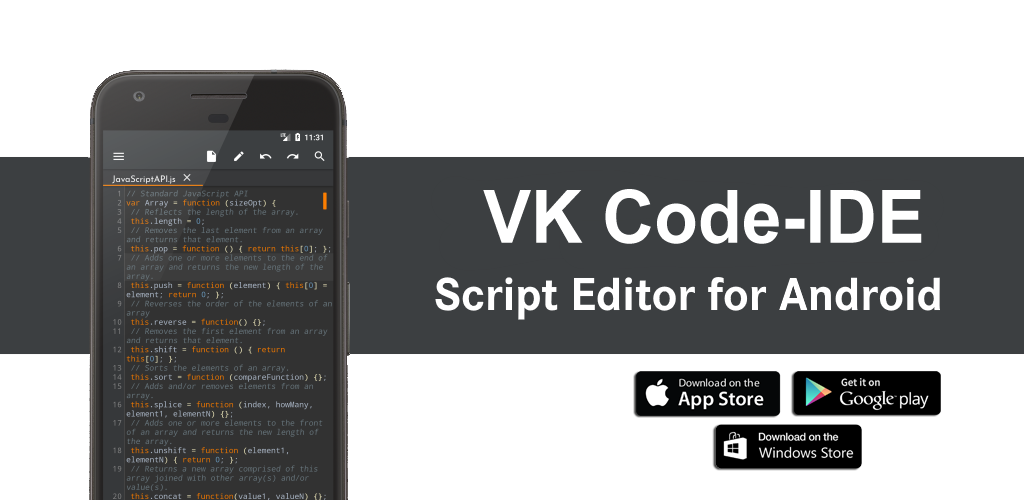 11:31
JavaScriptAPI.js ✕
1 // Standard JavaScript API
2 var Array = function (sizeOpt) {
3 // Reflects the length of the array.
4 this.length = 0;
5 // Removes the last element from an array
and returns that element.
6 this.pop = function () { return this[0]; };
7 // Adds one or more elements to the end of
an array and returns the new length of the
array.
8 this.push = function (element) { this[0] =
element; return 0; };
9 // Reverses the order of the elements of an
array
10 this.reverse = function() {};
11 // Removes the first element from an array
and returns that element.
12 this.shift = function () { return
this[0]; };
13 // Sorts the elements of an array.
14 this.sort = function (compareFunction) {};
15 // Adds and/or removes elements from an
array.
16 this.splice = function (index, howMany,
element1, elementN) {};
17 // Adds one or more elements to the front
of an array and returns the new length of
the array.
18 this.unshift = function (element1,
elementN) { return 0; };
19 // Returns a new array comprised of this
array joined with other array(s) and/or
value(s).
20 this.concat = function(value1, valueN) {};
VK Code-IDE
Script Editor for Android
Download on the
App Store
Get it on
Google play
Download on the
Windows Store